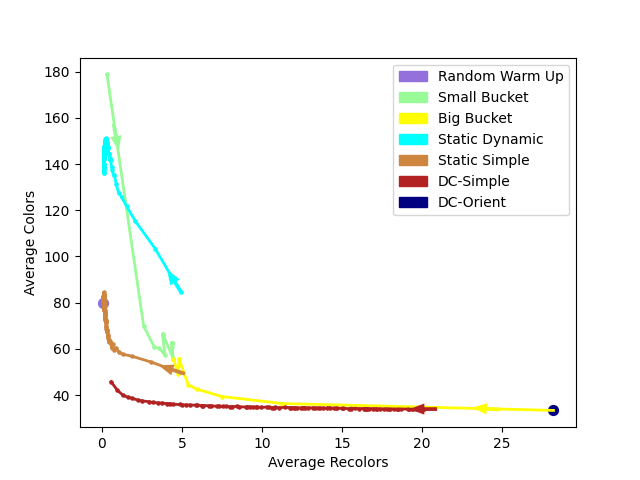 180
160
140
120
100
80
60
40
Average Colors
0
5
10
15
20
25
Average Recolors
Random Warm Up
Small Bucket
Big Bucket
Static Dynamic
Static Simple
DC-Simple
DC-Orient